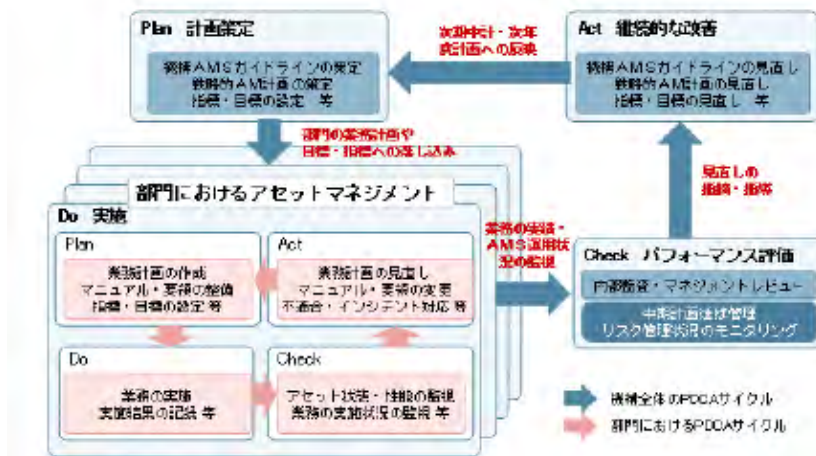 Plan 計画策定
機構AMSガイドラインの策定
戦略的AM計画の策定
指標・目標の設定 等
次期中計・次年
度計画への反映
Act 継続的な改善
機構AMSガイドラインの見直し
戦略的AM計画の見直し
指標・目標の見直し 等
部門の業務計画や
目標・指標への落し込み
部門におけるアセットマネジメント
Do 実施
Plan
業務計画の作成
マニュアル・要領の整備
指標・目標の設定 等
Act
業務計画の見直し
マニュアル・要領の変更
不適合・インシデント対応 等
Do
業務の実施
実施結果の記録 等
Check
アセット状態・性能の監視
業務の実施状況の監視 等
業務の実績・
AMS運用状
況の監視
見直しの
指摘・指導
Check パフォーマンス評価
内部監査・マネジメントレビュー
中期計画進捗管理
リスク管理状況のモニタリング
機構全体のPDCAサイクル
部門におけるPDCAサイクル